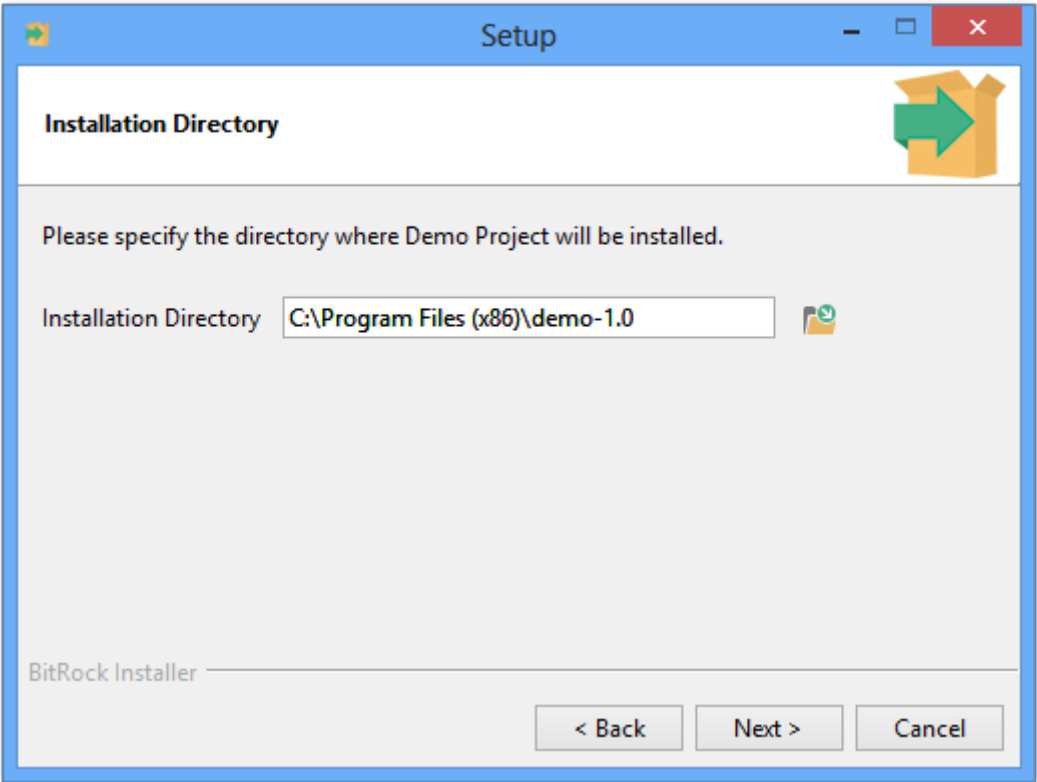 Setup
Installation Directory
Please specify the directory where Demo Project will be installed.
Installation Directory C:\Program Files (x86)\demo-1.0
BitRock Installer
< Back Next > Cancel